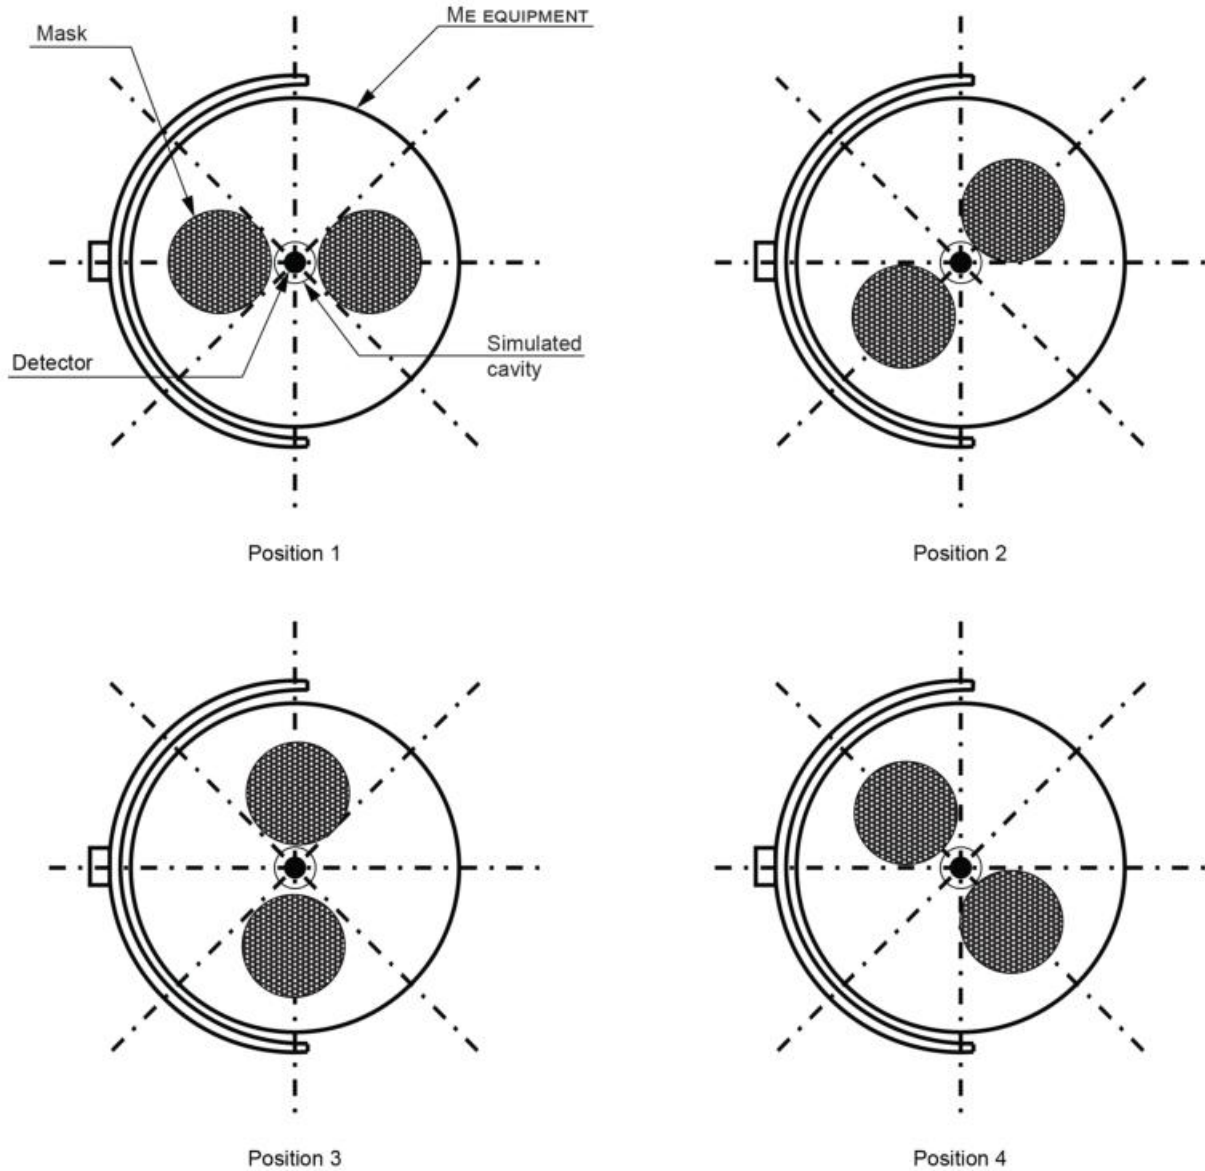 Mask
ME EQUIPMENT
Detector
Simulated
cavity
Position 1
Position 2
Position 3
Position 4